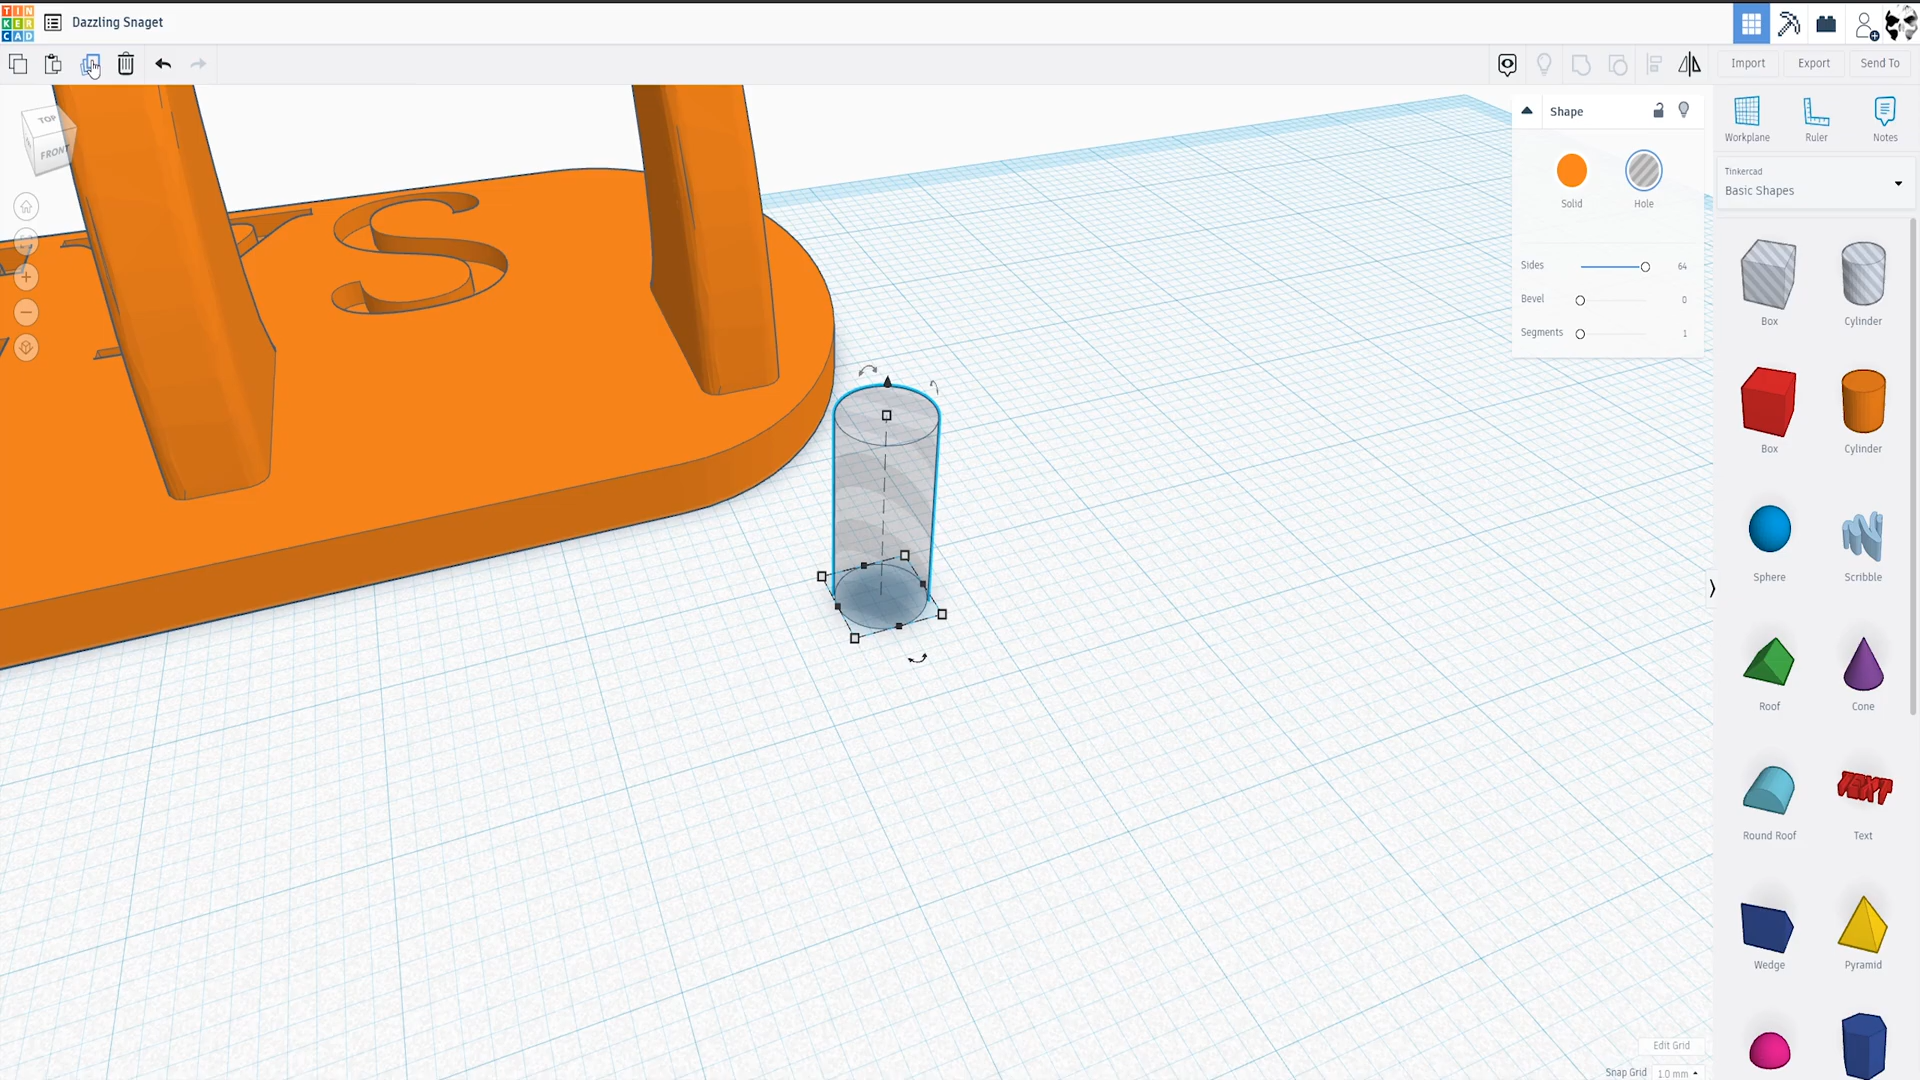 TIN
KER
CAD
Dazzling Snaget
Import
Export
Send To
TOP
FRONT
S
Shape
Solid
Hole
Sides
64
Bevel
0
Segments
1
Workplane
Ruler
Notes
Tinkercad
Basic Shapes
Box
Cylinder
Box
Cylinder
Sphere
Scribble
Roof
Cone
Round Roof
TEXT
Text
Wedge
Pyramid
Edit Grid
Snap Grid
1.0 mm